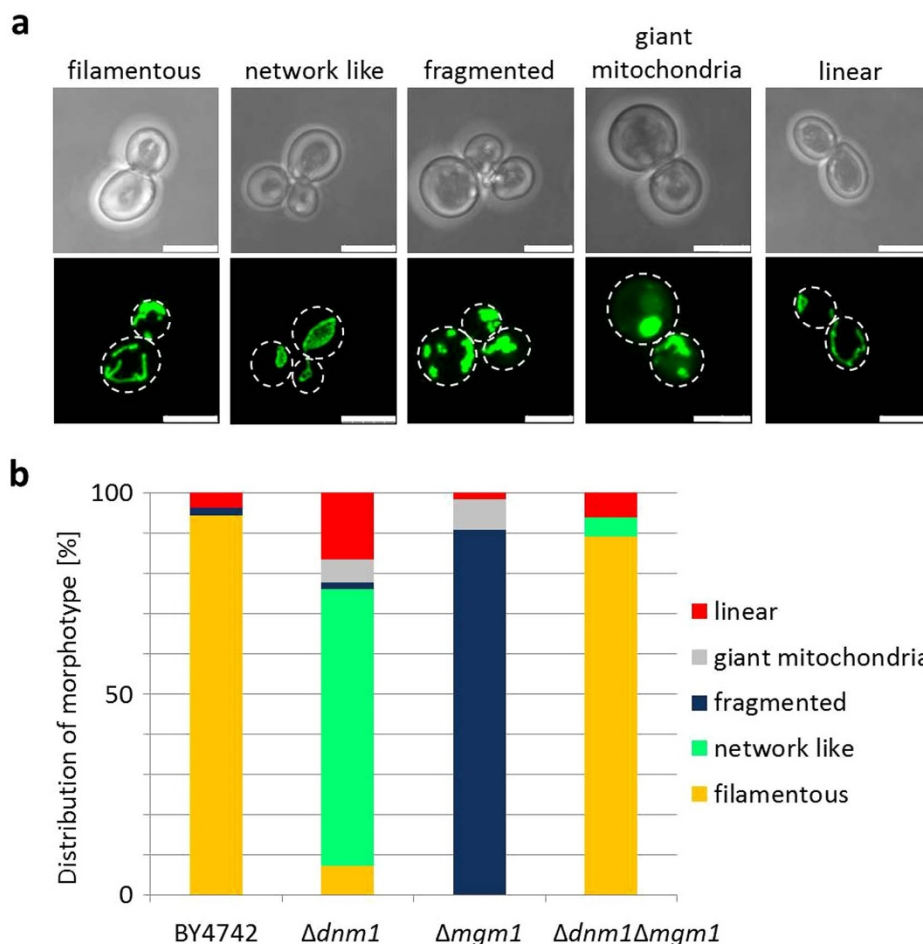 a
filamentous
network like
fragmented
giant
mitochondria
linear
b
Distribution of morphotype [%]
100
50
0
BY4742
Δdnm1
Δmgm1
Δdnm1Δmgm1
linear
giant mitochondria
fragmented
network like
filamentous